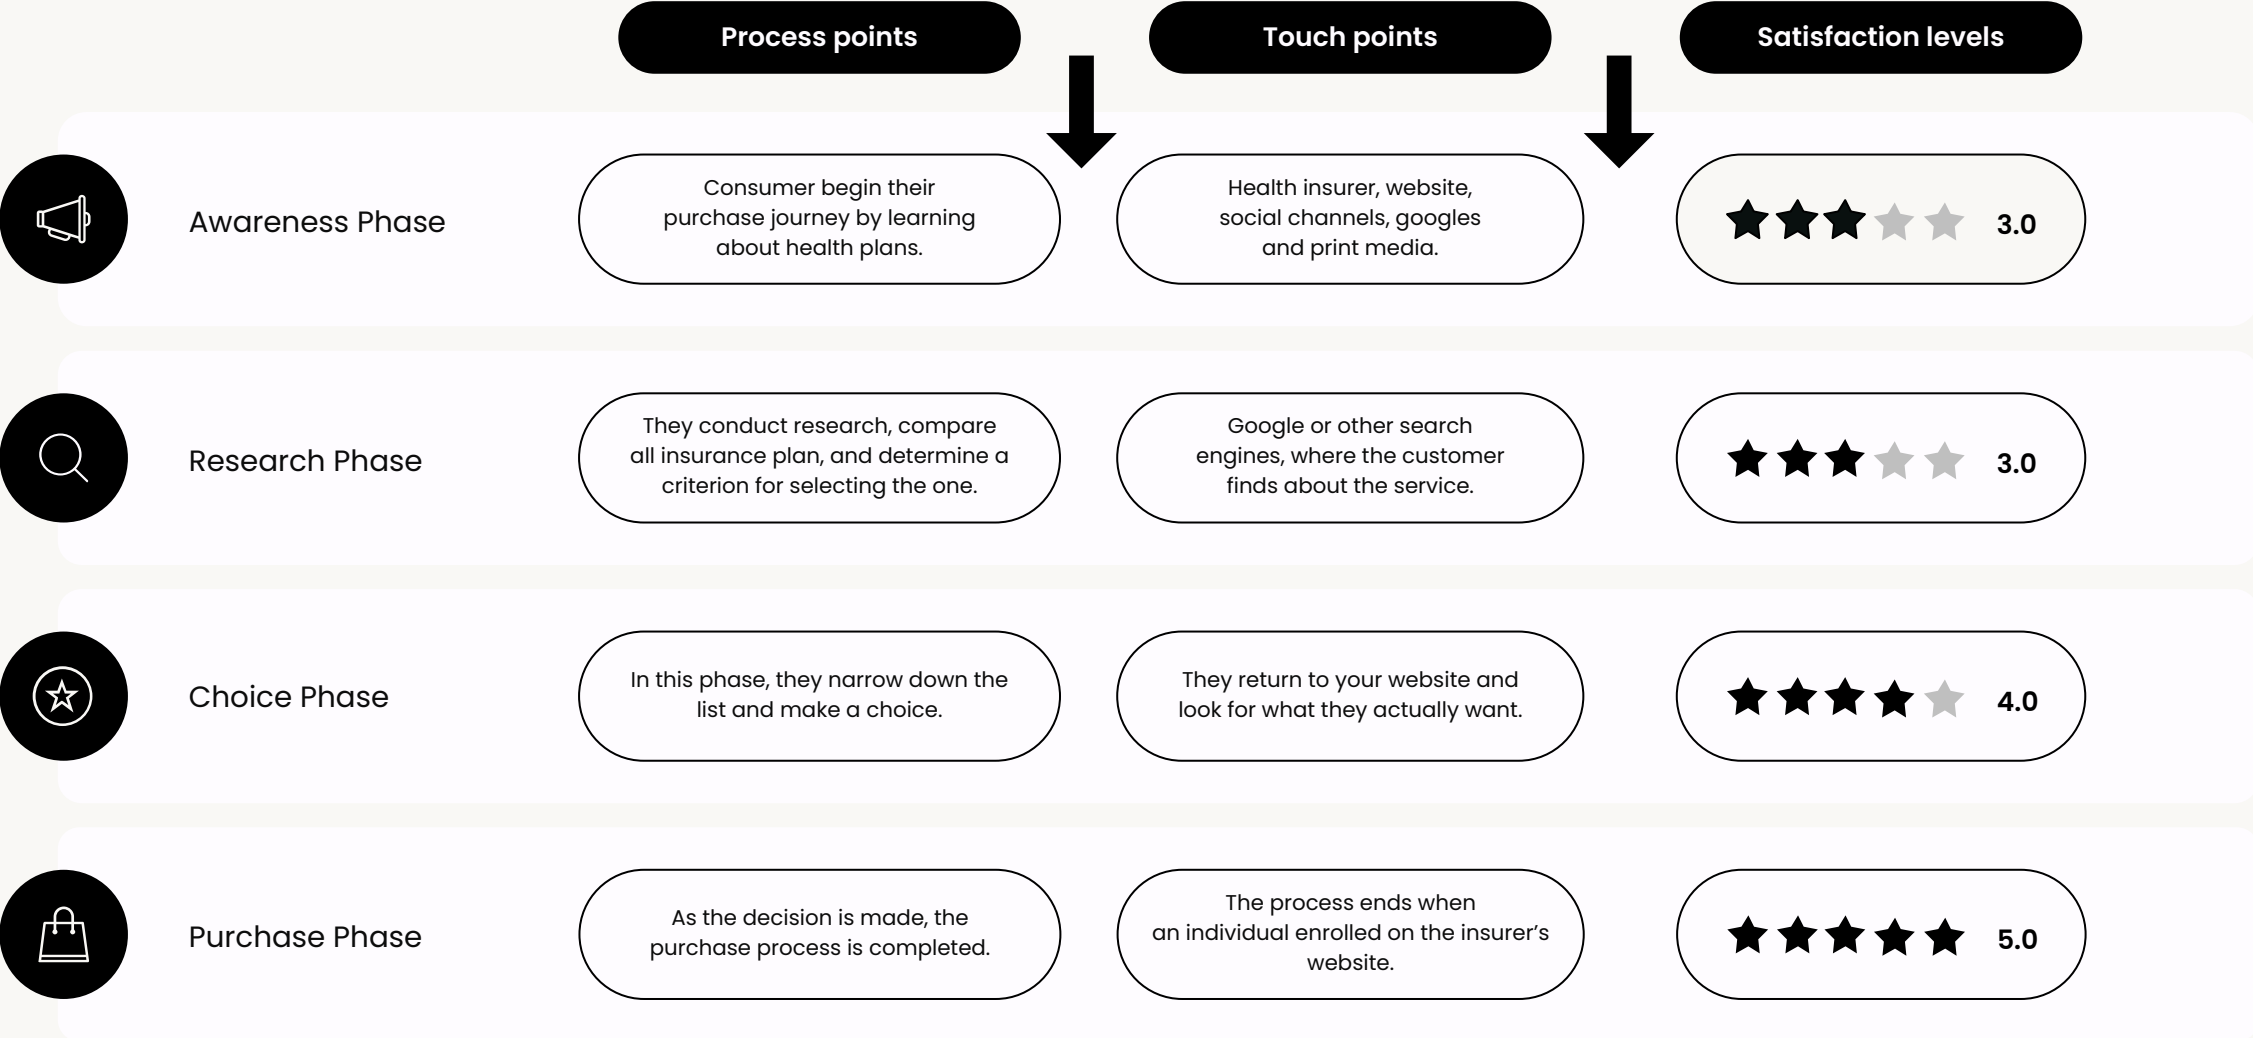 Process points
Touch points
Satisfaction levels
Awareness Phase
Consumer begin their
purchase journey by learning
about health plans.
Health insurer, website,
social channels, googles
and print media.
3.0
Research Phase
They conduct research, compare
all insurance plan, and determine a
criterion for selecting the one.
Google or other search
engines, where the customer
finds about the service.
3.0
Choice Phase
In this phase, they narrow down the
list and make a choice.
They return to your website and
look for what they actually want.
4.0
Purchase Phase
As the decision is made, the
purchase process is completed.
The process ends when
an individual enrolled on the insurer’s
website.
5.0